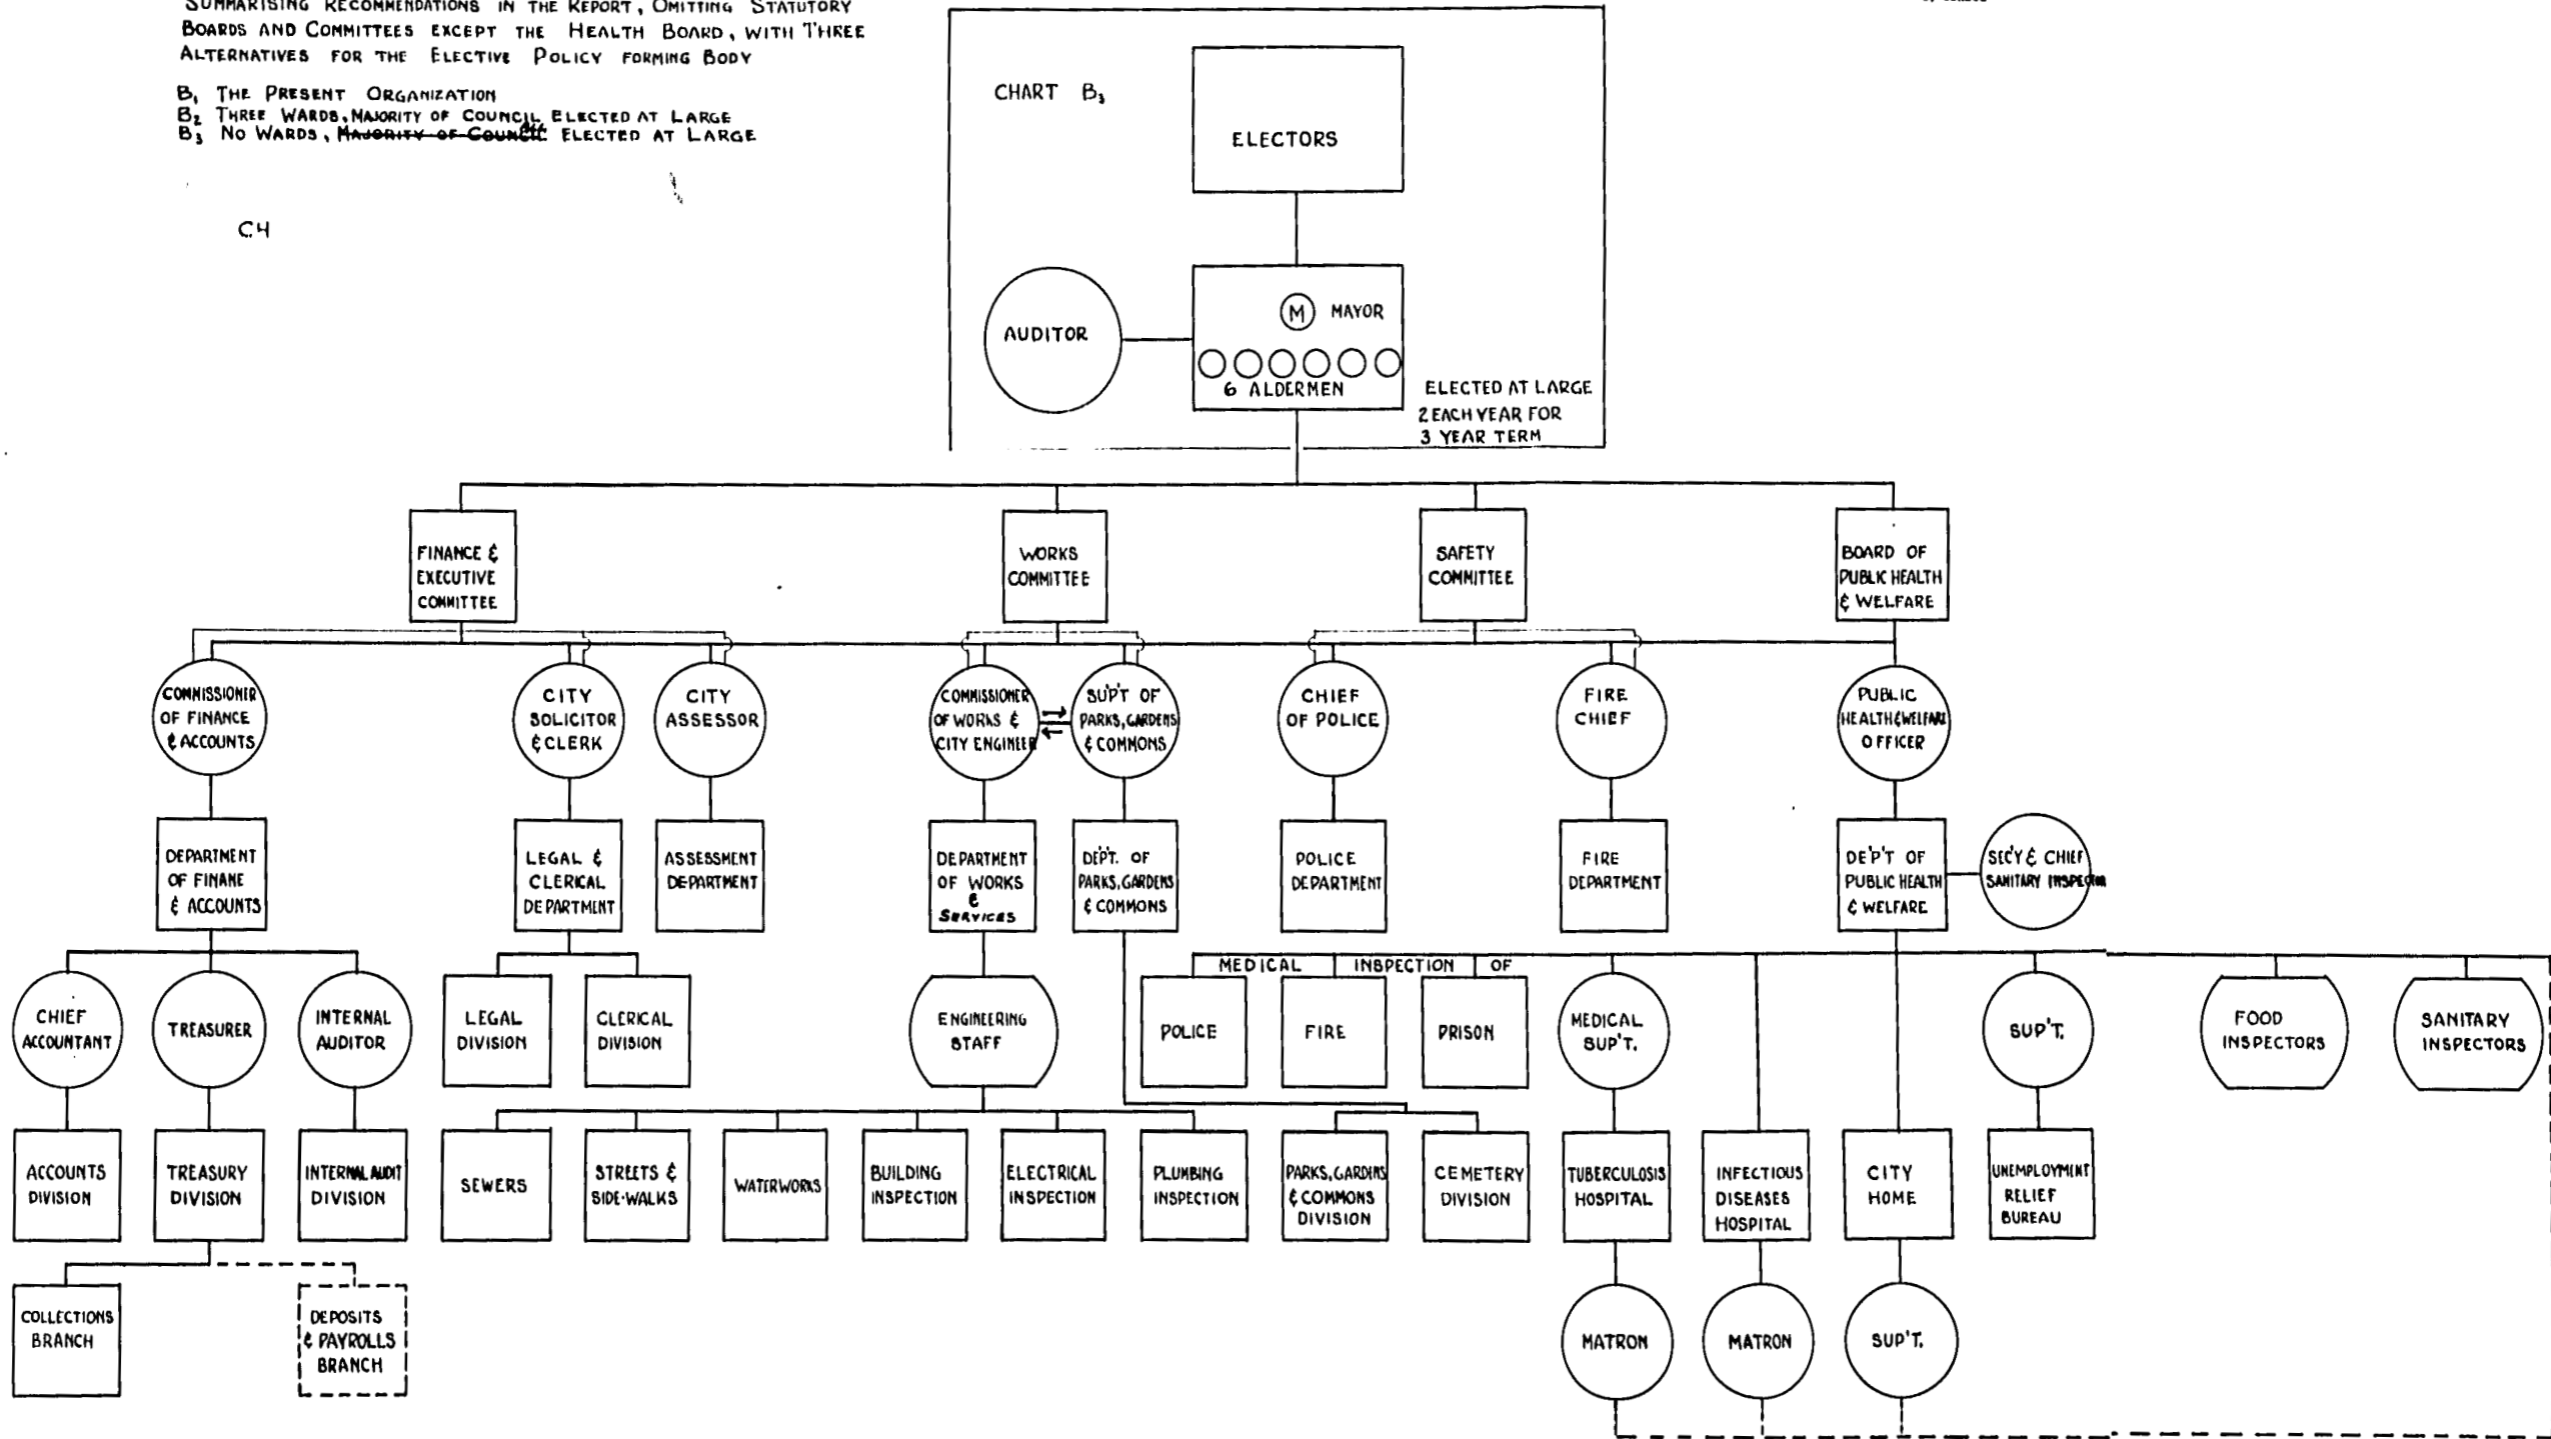 SUMMARISING RECOMMENDATIONS IN THE REPORT, OMITTING STATUTORY
BOARDS AND COMMITTEES EXCEPT THE HEALTH BOARD, WITH THREE
ALTERNATIVES FOR THE ELECTIVE POLICY FORMING BODY
B1 THE PRESENT ORGANIZATION
B2 THREE WARDS, MAJORITY OF COUNCIL ELECTED AT LARGE
B3 NO WARDS, MAJORITY OF COUNCIL ELECTED AT LARGE
C4
CHART B3
ELECTORS
AUDITOR
M MAYOR
6 ALDERMEN
ELECTED AT LARGE
2 EACH YEAR FOR
3 YEAR TERM
FINANCE &
EXECUTIVE
COMMITTEE
WORKS
COMMITTEE
SAFETY
COMMITTEE
BOARD OF
PUBLIC HEALTH
& WELFARE
COMMISSIONER
OF FINANCE
& ACCOUNTS
CITY
SOLICITOR
& CLERK
CITY
ASSESSOR
COMMISSIONER
OF WORKS &
CITY ENGINEER
SU'P'T OF
PARKS, GARDENS
& COMMONS
CHIEF
OF POLICE
FIRE
CHIEF
PUBLIC
HEALTH & WELFARE
OFFICER
DEPARTMENT
OF FINANE
& ACCOUNTS
LEGAL &
CLERICAL
DEPARTMENT
ASSESSMENT
DEPARTMENT
DEPARTMENT
OF WORKS
&
SERVICES
DE'P'T. OF
PARKS, GARDENS
& COMMONS
POLICE
DEPARTMENT
FIRE
DEPARTMENT
DE'P'T OF
PUBLIC HEALTH
& WELFARE
SEC'Y & CHIEF
SANITARY INSPECTOR
MEDICAL INSPECTION OF
CHIEF
ACCOUNTANT
TREASURER
INTERNAL
AUDITOR
LEGAL
DIVISION
CLERICAL
DIVISION
ENGINEERING
STAFF
POLICE
FIRE
PRISON
MEDICAL
SUP'T.
SUP'T.
FOOD
INSPECTORS
SANITARY
INSPECTORS
ACCOUNTS
DIVISION
TREASURY
DIVISION
INTERNAL AUDIT
DIVISION
SEWERS
STREETS &
SIDE-WALKS
WATERWORKS
BUILDING
INSPECTION
ELECTRICAL
INSPECTION
PLUMBING
INSPECTION
PARKS, GARDENS
& COMMONS
DIVISION
CEMETERY
DIVISION
TUBERCULOSIS
HOSPITAL
INFECTIOUS
DISEASES
HOSPITAL
CITY
HOME
UNEMPLOYMENT
RELIEF
BUREAU
COLLECTIONS
BRANCH
DEPOSITS
& PAYROLLS
BRANCH
MATRON
MATRON
SUP'T.